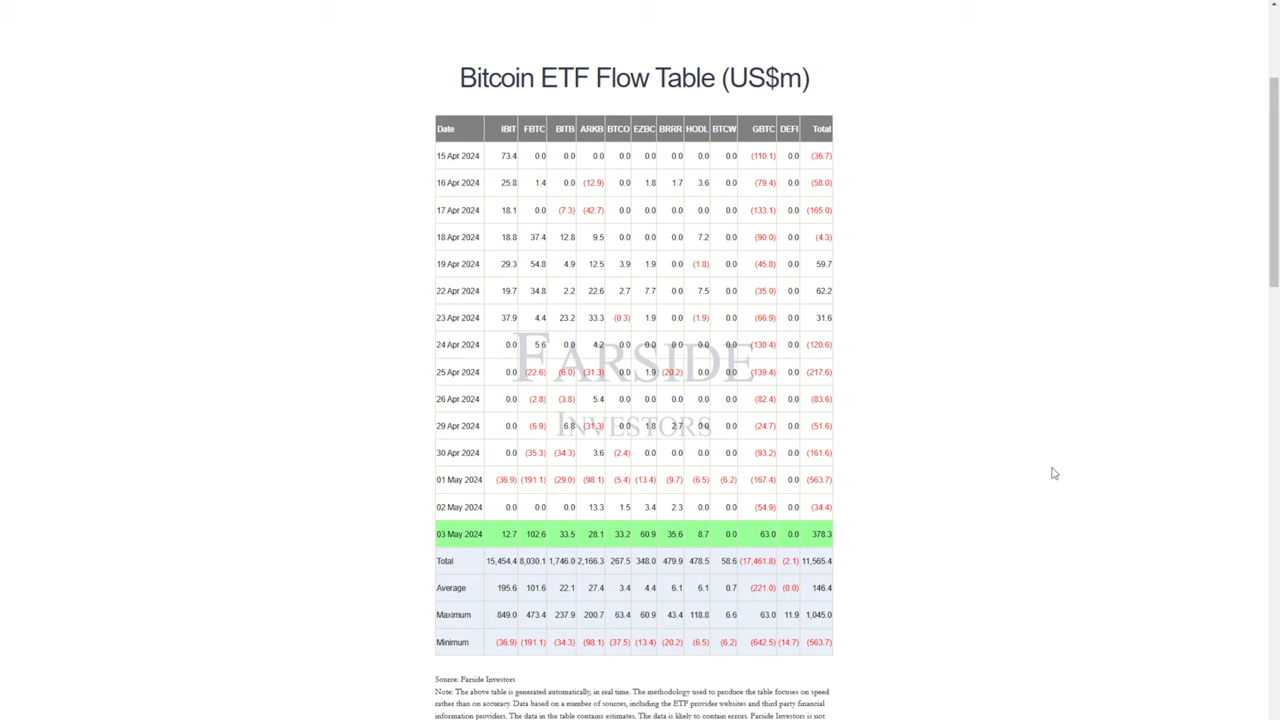 Bitcoin ETF Flow Table (US$m)
Date IBIT FBTC BITB ARKB BTCO EZBC BRRR HODL BTCW GBTC DEFI Total
15 Apr 2024 73.4 0.0 0.0 0.0 0.0 0.0 0.0 0.0 0.0 (110.1) 0.0 (36.7)
16 Apr 2024 25.8 1.4 0.0 (12.9) 0.0 1.8 1.7 3.6 0.0 (79.4) 0.0 (58.0)
17 Apr 2024 18.1 0.0 (7.3) (42.7) 0.0 0.0 0.0 0.0 0.0 (133.1) 0.0 (165.0)
18 Apr 2024 18.8 37.4 12.8 9.5 0.0 0.0 0.0 7.2 0.0 (90.0) 0.0 (4.3)
19 Apr 2024 29.3 54.8 4.9 12.5 3.9 1.9 0.0 (1.8) 0.0 (45.8) 0.0 59.7
22 Apr 2024 19.7 34.8 2.2 22.6 2.7 7.7 0.0 7.5 0.0 (35.0) 0.0 62.2
23 Apr 2024 37.9 4.4 23.2 33.3 (0.3) 1.9 0.0 (1.9) 0.0 (66.9) 0.0 31.6
24 Apr 2024 0.0 5.6 0.0 4.2 0.0 0.0 0.0 0.0 0.0 (130.4) 0.0 (120.6)
FARSIDE
25 Apr 2024 0.0 (22.6) (6.0) (31.3) 0.0 1.9 (20.2) 0.0 0.0 (139.4) 0.0 (217.6)
26 Apr 2024 0.0 (2.8) (3.8) 5.4 0.0 0.0 0.0 0.0 0.0 (82.4) 0.0 (83.6)
29 Apr 2024 0.0 (6.9) 6.8 (31.3) 0.0 1.8 2.7 0.0 0.0 (24.7) 0.0 (51.6)
INVESTORS
30 Apr 2024 0.0 (35.3) (34.3) 3.6 (2.4) 0.0 0.0 0.0 0.0 (93.2) 0.0 (161.6)
01 May 2024 (36.9) (191.1) (29.0) (98.1) (5.4) (13.4) (9.7) (6.5) (6.2) (167.4) 0.0 (563.7)
02 May 2024 0.0 0.0 0.0 13.3 1.5 3.4 2.3 0.0 0.0 (54.9) 0.0 (34.4)
03 May 2024 12.7 102.6 33.5 28.1 33.2 60.9 35.6 8.7 0.0 63.0 0.0 378.3
Total 15,454.4 8,030.1 1,746.0 2,166.3 267.5 348.0 479.9 478.5 58.6 (17,461.8) (2.1) 11,565.4
Average 195.6 101.6 22.1 27.4 3.4 4.4 6.1 6.1 0.7 (221.0) (0.0) 146.4
Maximum 849.0 473.4 237.9 200.7 63.4 60.9 43.4 118.8 6.6 63.0 11.9 1,045.0
Minimum (36.9) (191.1) (34.3) (98.1) (37.5) (13.4) (20.2) (6.5) (6.2) (642.5) (14.7) (563.7)
Source: Farside Investors
Note: The above table is generated automatically, in real time. The methodology used to produce the table focuses on speed
rather than on accuracy. Data based on a number of sources, including the ETF provider websites and third party financial
information providers. The data in the table contains estimates. The data is likely to contain errors. Farside Investors is not